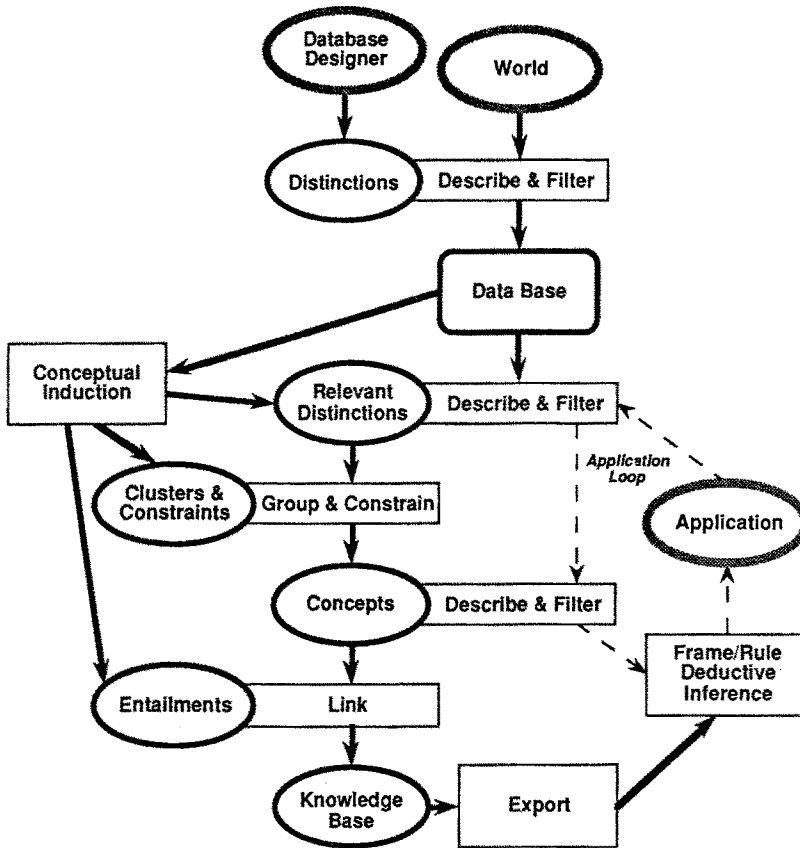 Database
Designer
World
Distinctions
Describe & Filter
Data Base
Conceptual
Induction
Relevant
Distinctions
Describe & Filter
Application
Loop
Clusters &
Constraints
Group & Constrain
Application
Concepts
Describe & Filter
Frame/Rule
Deductive
Inference
Entailments
Link
Knowledge
Base
Export